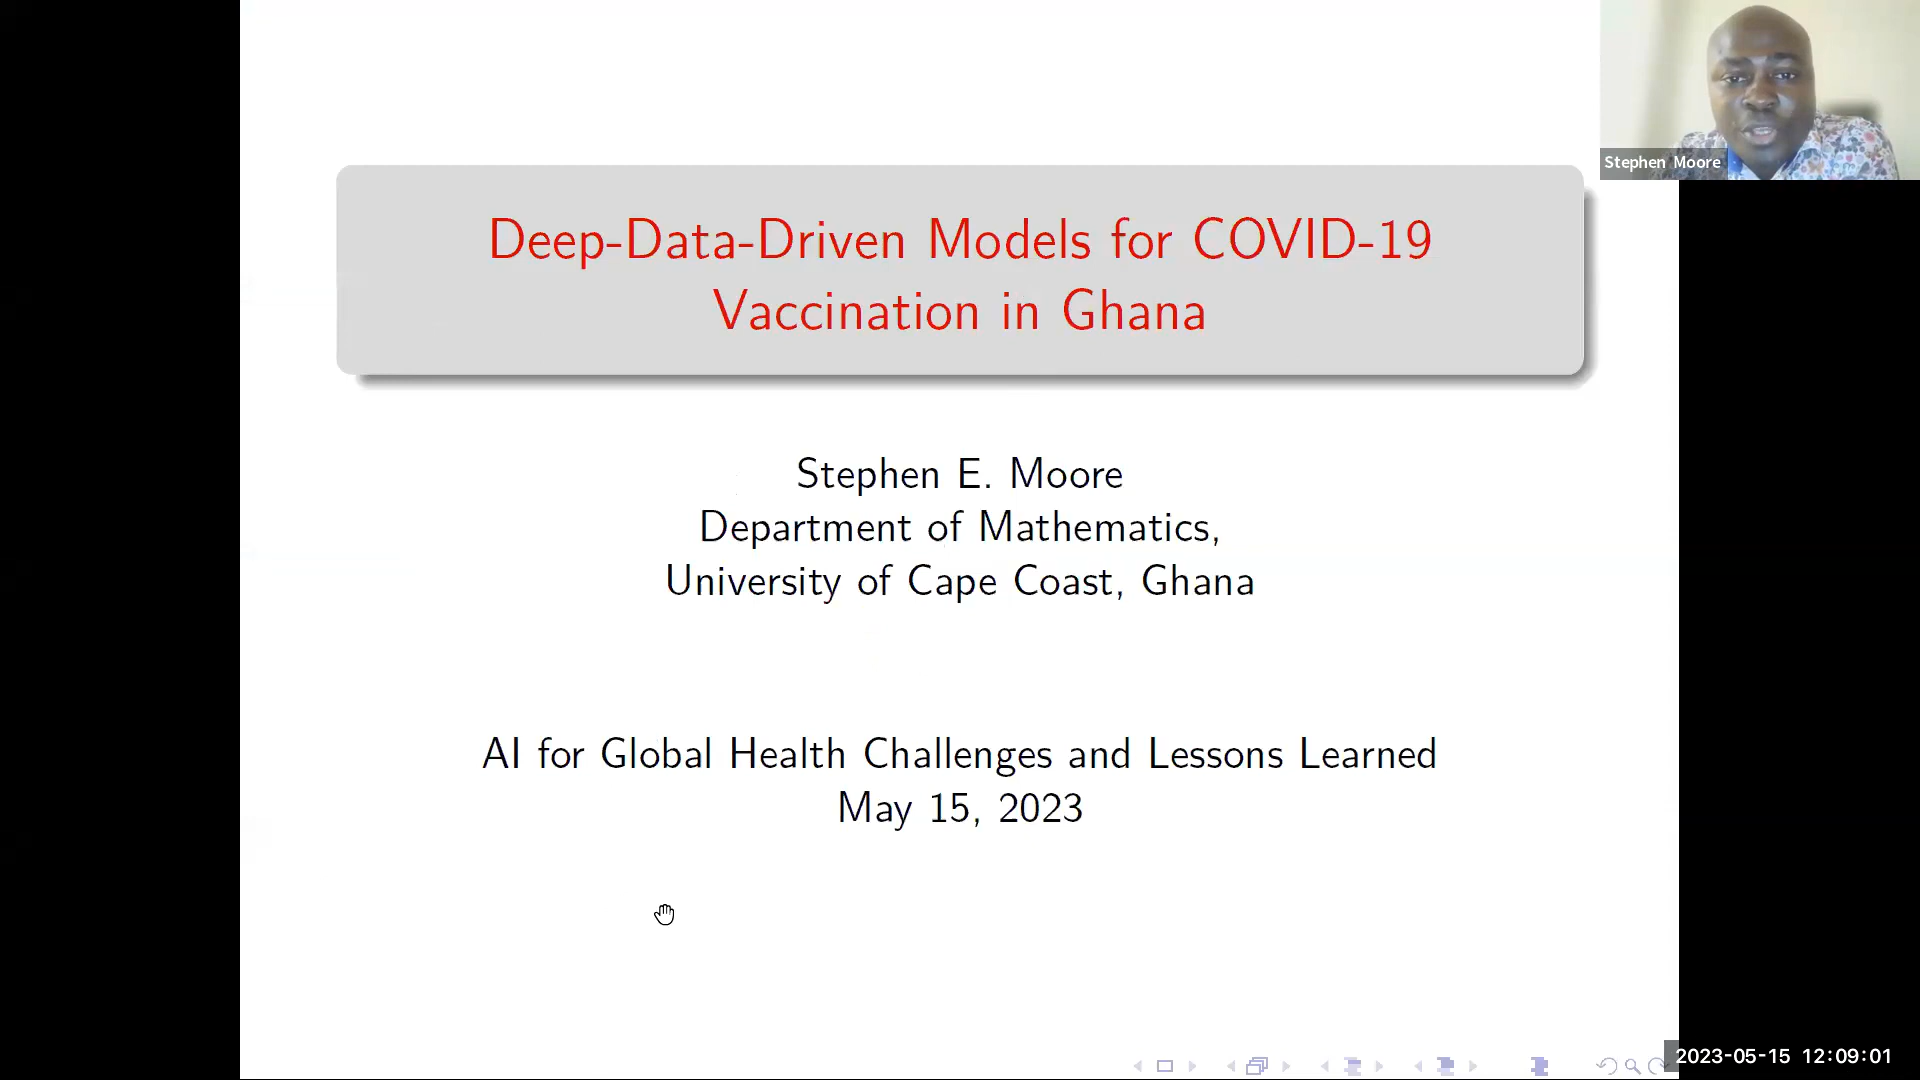 Stephen Moore
Deep-Data-Driven Models for COVID-19
Vaccination in Ghana
Stephen E. Moore
Department of Mathematics,
University of Cape Coast, Ghana
AI for Global Health Challenges and Lessons Learned
May 15, 2023
2023-05-15 12:09:01